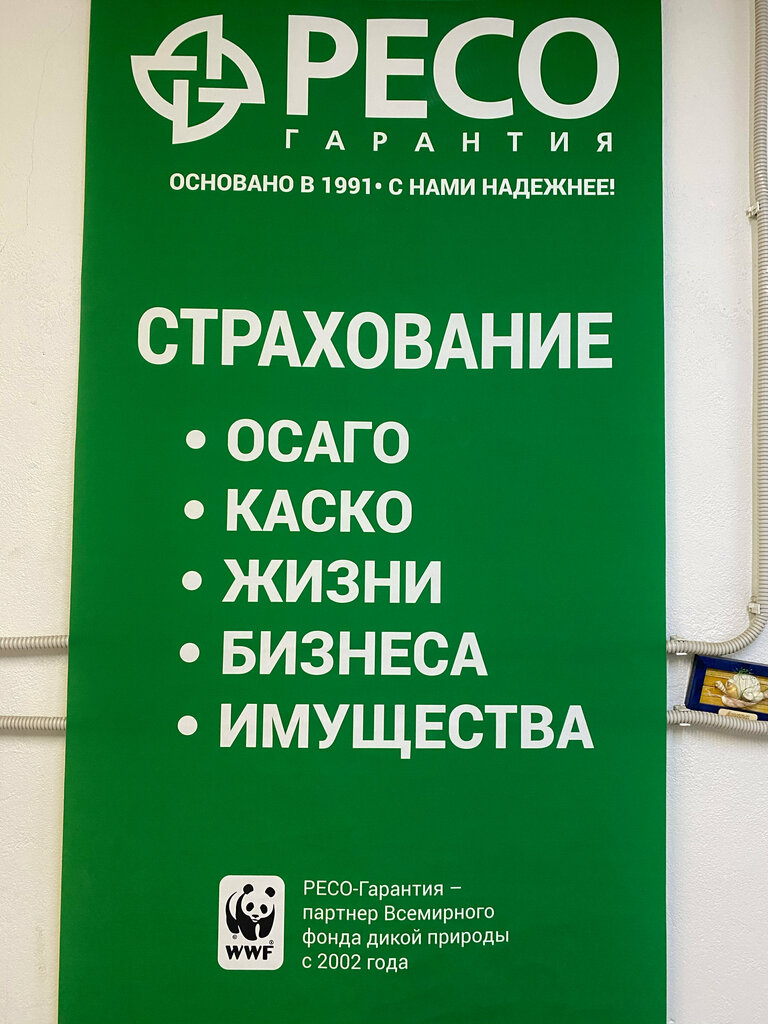 РЕСО
ГАРАНТИЯ
ОСНОВАНО В 1991• С НАМИ НАДЕЖНЕЕ!
СТРАХОВАНИЕ
• ОСАГО
• КАСКО
• ЖИЗНИ
• БИЗНЕСА
• ИМУЩЕСТВА
РЕСО-Гарантия –
партнер Всемирного
фонда дикой природы
с 2002 года
© WWF ®